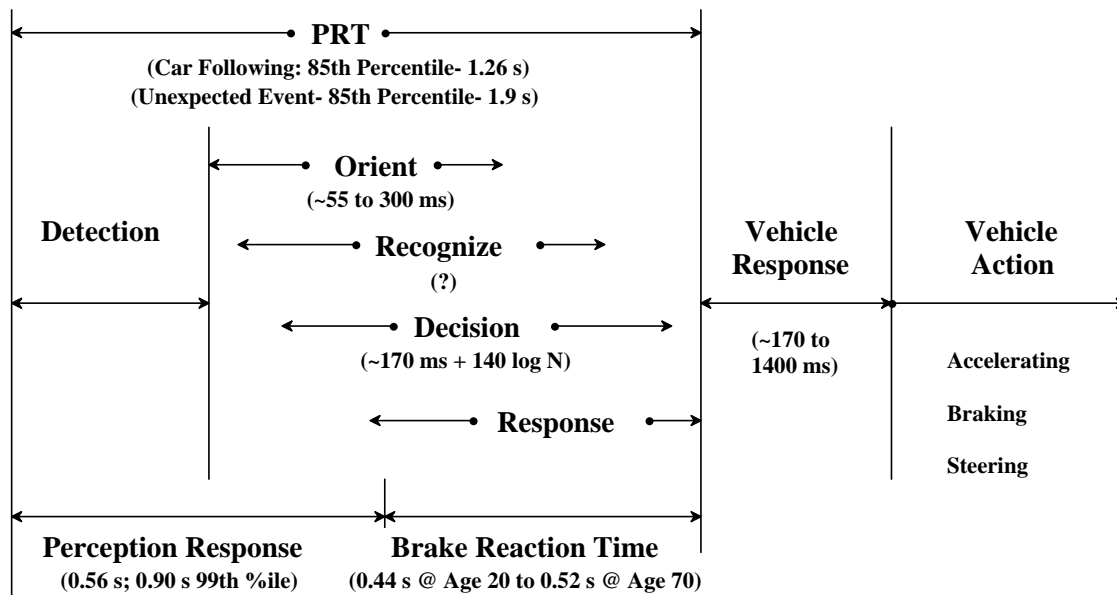 PRT
(Car Following: 85th Percentile- 1.26 s)
(Unexpected Event- 85th Percentile- 1.9 s)
Orient
(~55 to 300 ms)
Detection
Recognize
(?)
Decision
(~170 ms + 140 log N)
Response
Vehicle
Response
(~170 to
1400 ms)
Vehicle
Action
Accelerating
Braking
Steering
Perception Response
(0.56 s; 0.90 s 99th %ile)
Brake Reaction Time
(0.44 s @ Age 20 to 0.52 s @ Age 70)